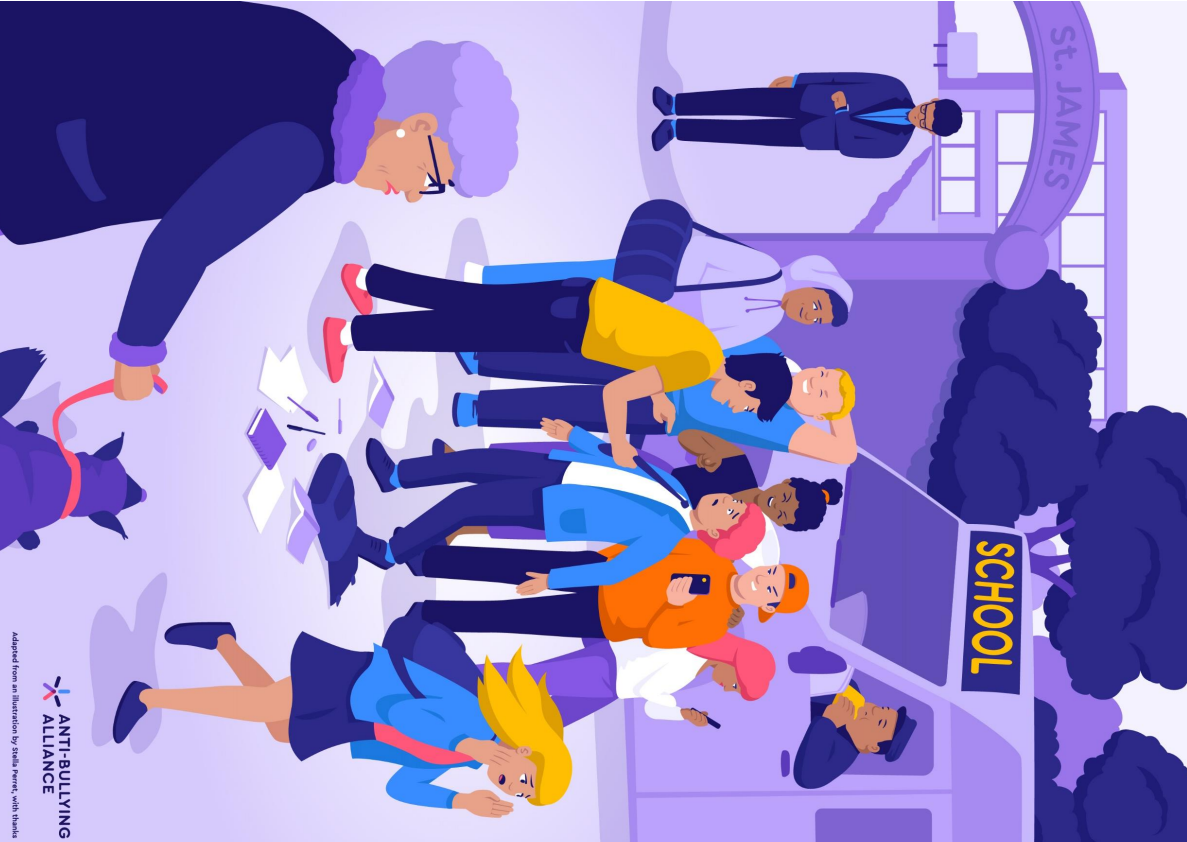 St. JAMES
SCHOOL
ANTI-BULLYING
ALLIANCE
Adapted from an illustration by Stella Perret, with thanks